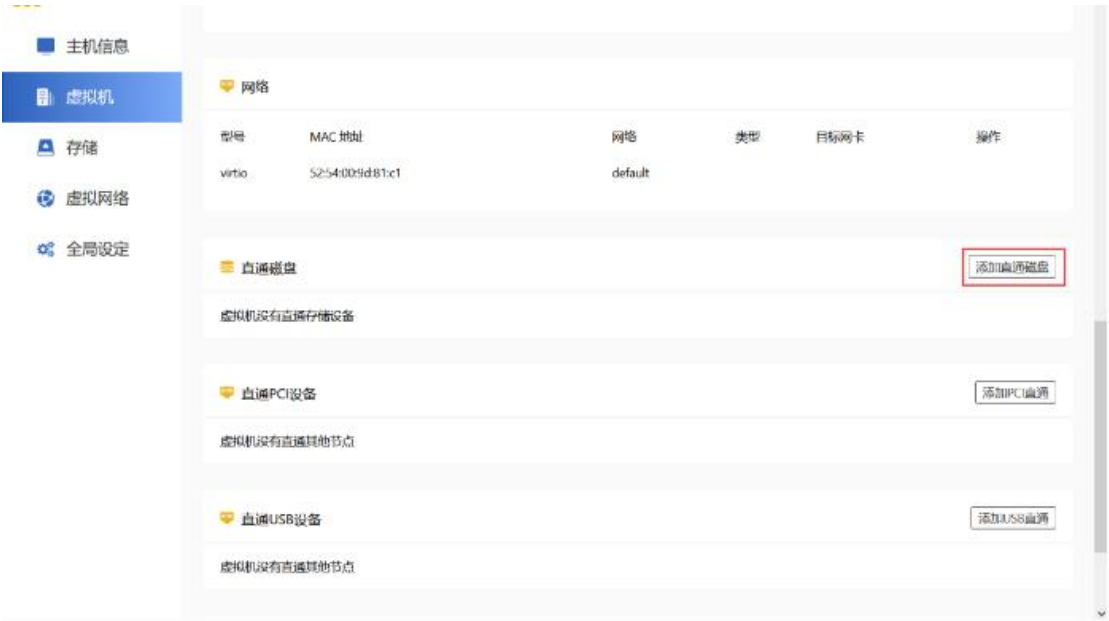 主机信息
虚拟机
存储
虚拟网络
全局设定
网络
型号 MAC 地址 网络 类型 目标网卡 操作
virtio 52:54:00:9d:81:c1 default
直通磁盘 添加直通磁盘
虚拟机没有直通存储设备
直通PCI设备 添加PCI直通
虚拟机没有直通其他节点
直通USB设备 添加USB直通
虚拟机没有直通其他节点